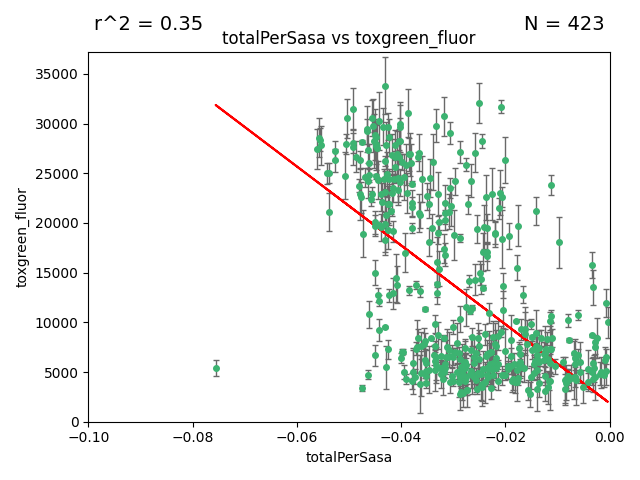 r^2 = 0.35
N = 423
totalPerSasa vs toxgreen_fluor
toxgreen_fluor
35000
30000
25000
20000
15000
10000
5000
0
−0.10
−0.08
−0.06
−0.04
−0.02
0.00
totalPerSasa